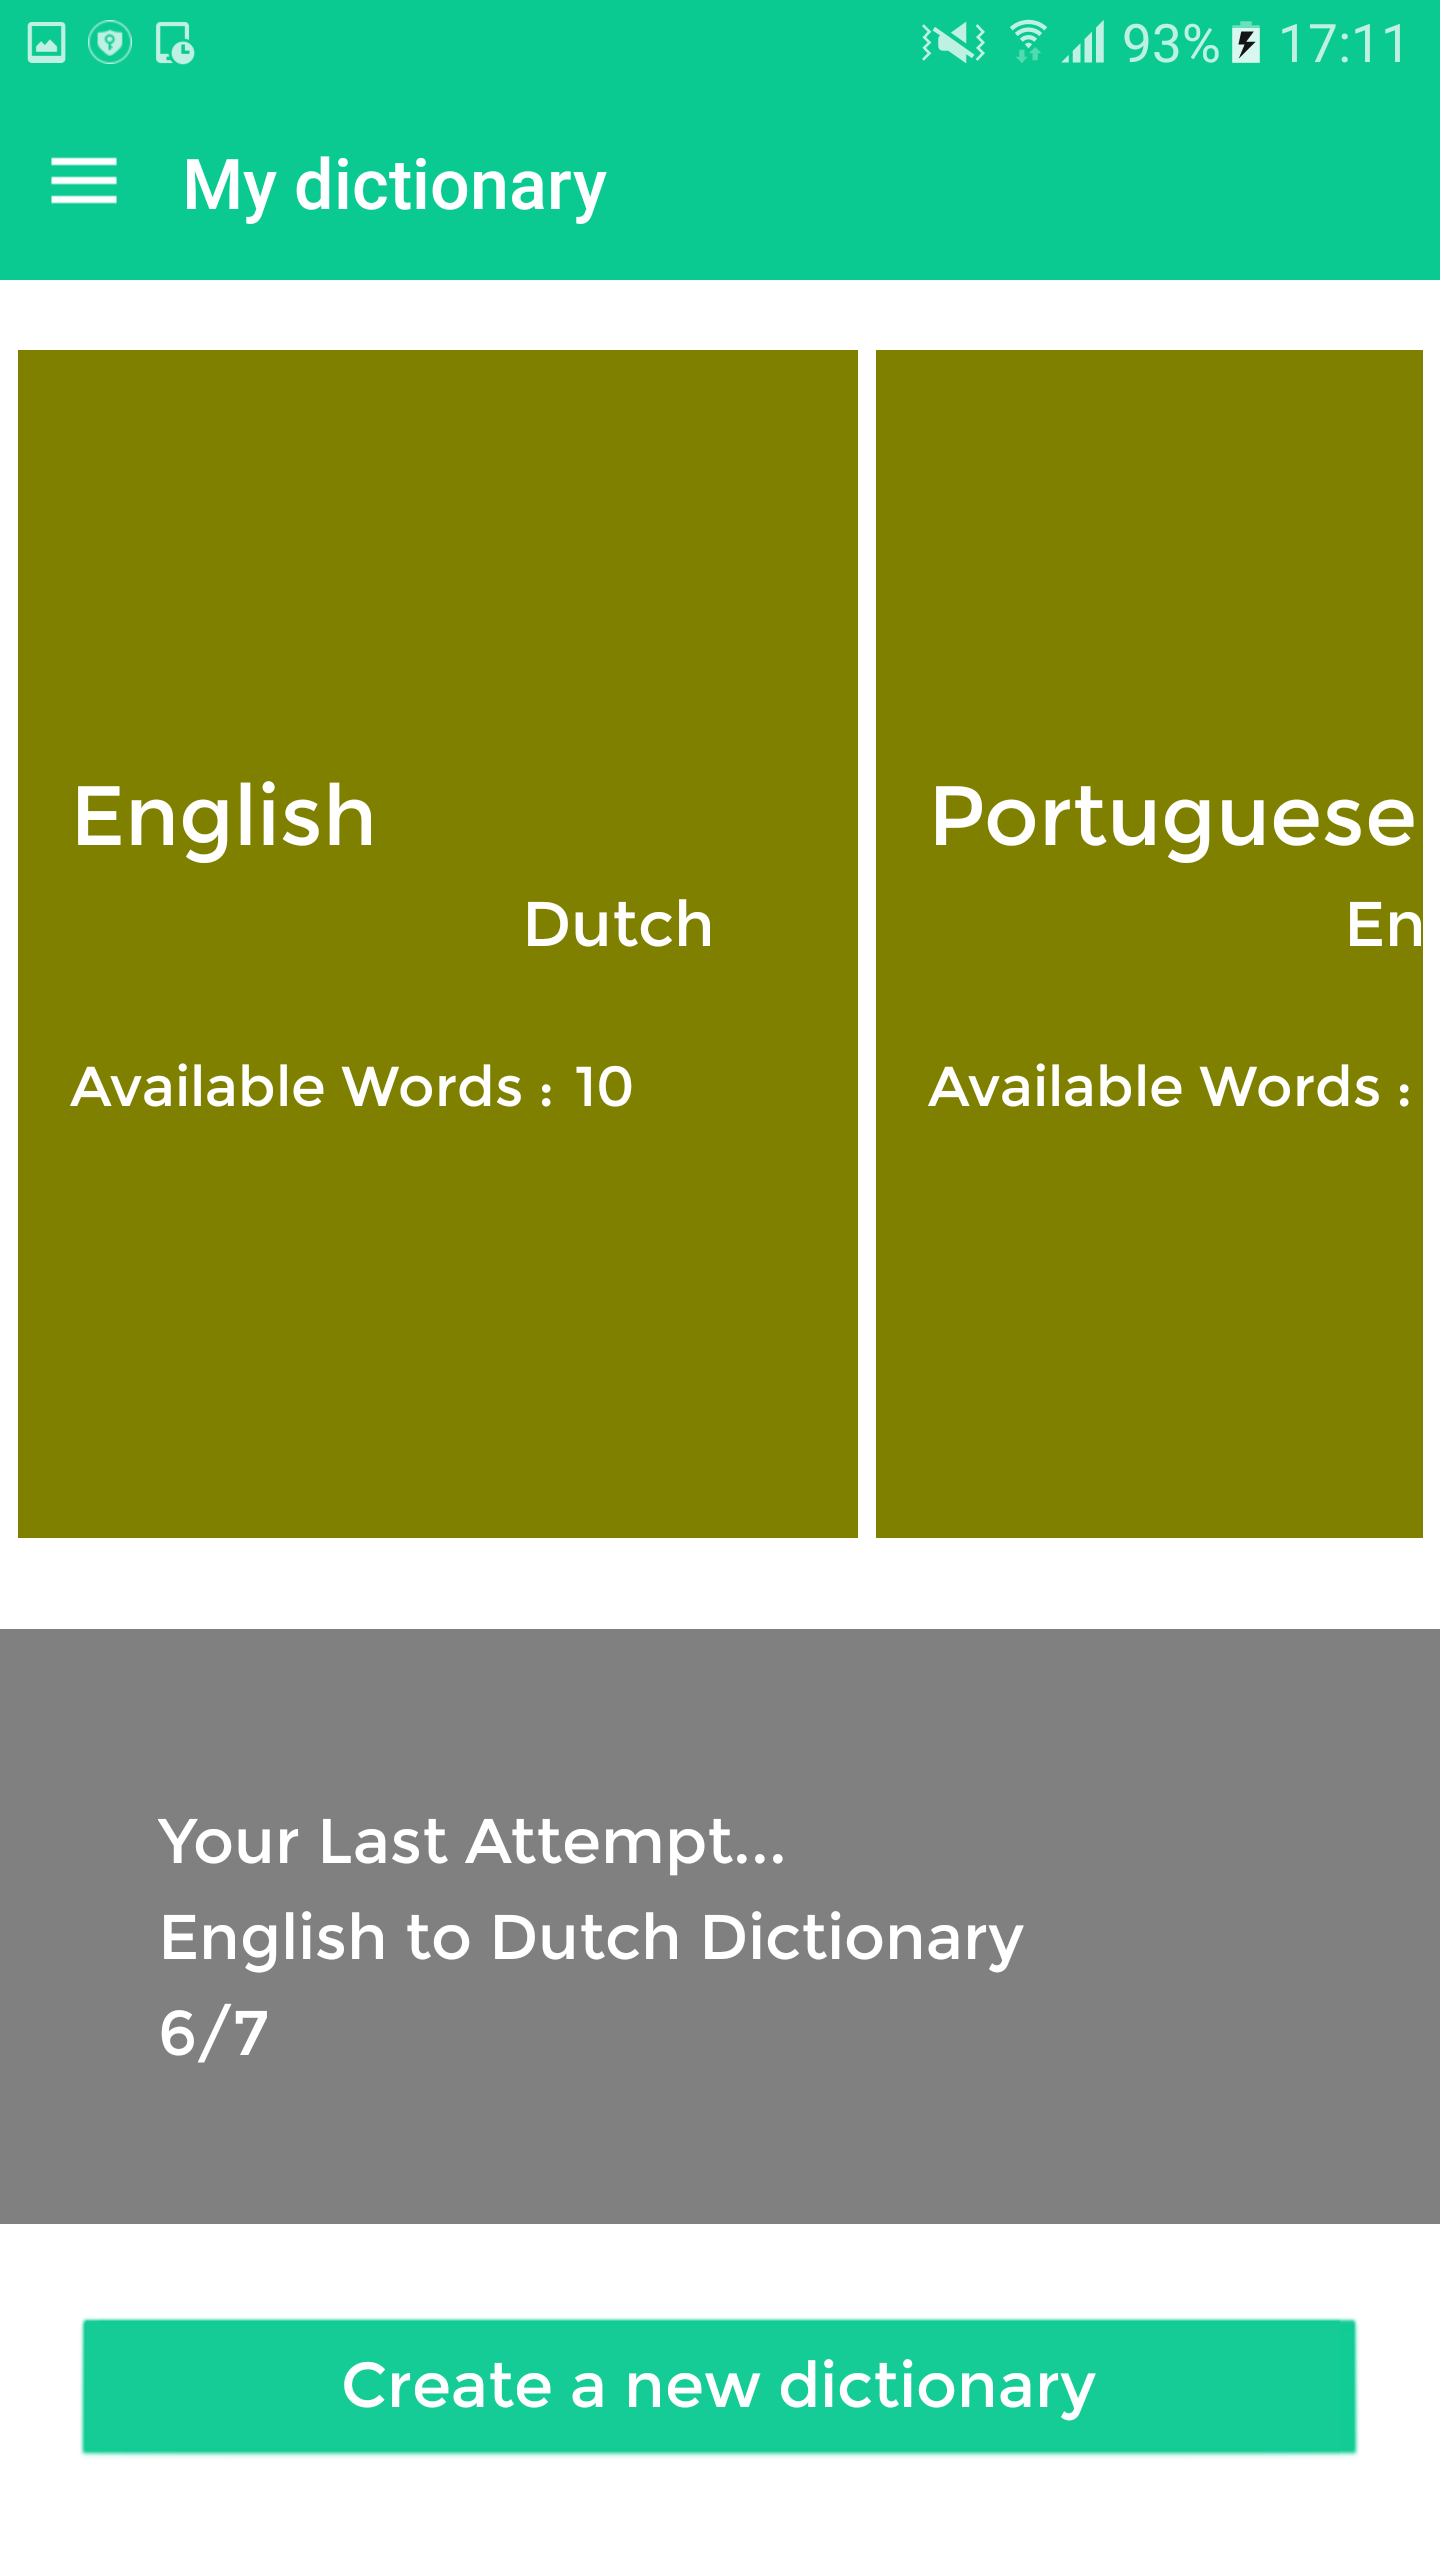 93% 17:11
My dictionary
English
Dutch
Available Words : 10
Portuguese
En
Available Words :
Your Last Attempt...
English to Dutch Dictionary
6/7
Create a new dictionary